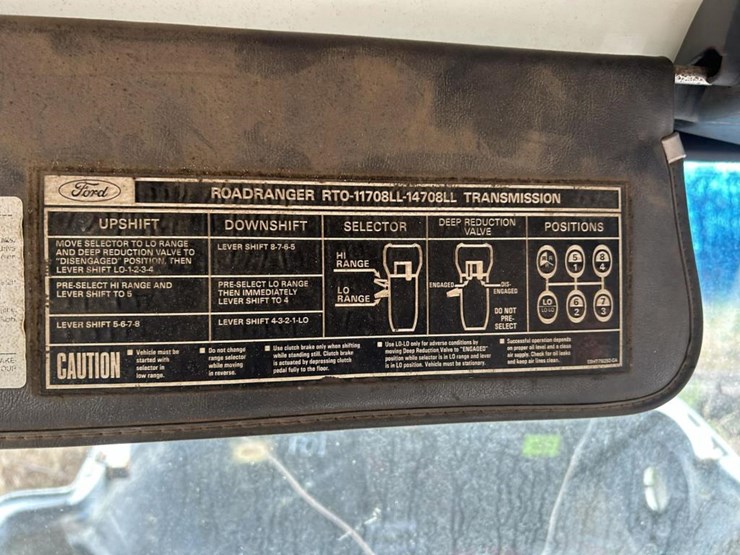 Ford
ROADRANGER RTO-11708LL-14708LL TRANSMISSION
UPSHIFT
MOVE SELECTOR TO LO RANGE
AND DEEP REDUCTION VALVE TO
"DISENGAGED" POSITION, THEN
LEVER SHIFT LO-1-2-3-4
PRE-SELECT HI RANGE AND
LEVER SHIFT TO 5
LEVER SHIFT 5-6-7-8
DOWNSHIFT
LEVER SHIFT 8-7-6-5
PRE-SELECT LO RANGE
THEN IMMEDIATELY
LEVER SHIFT TO 4
LEVER SHIFT 4-3-2-1-LO
SELECTOR
HI
RANGE
LO
RANGE
DEEP REDUCTION
VALVE
ENGAGED
DIS-
ENGAGED
DO NOT
PRE-
SELECT
POSITIONS
R
5
1
8
4
LO
LO-LO
6
2
7
3
CAUTION
Vehicle must be
started with
selector in
low range.
Do not change
range selector
while moving
in reverse.
Use clutch brake only when shifting
while standing still. Clutch brake
is actuated by depressing clutch
pedal fully to the floor.
Use LO-LO only for adverse conditions by
moving Deep Reduction Valve to "ENGAGED"
position while selector is in LO range and lever
is in LO position. Vehicle must be stationary.
Successful operation depends
on proper oil level and a clean
air supply. Check for oil leaks
and keep air lines clean.